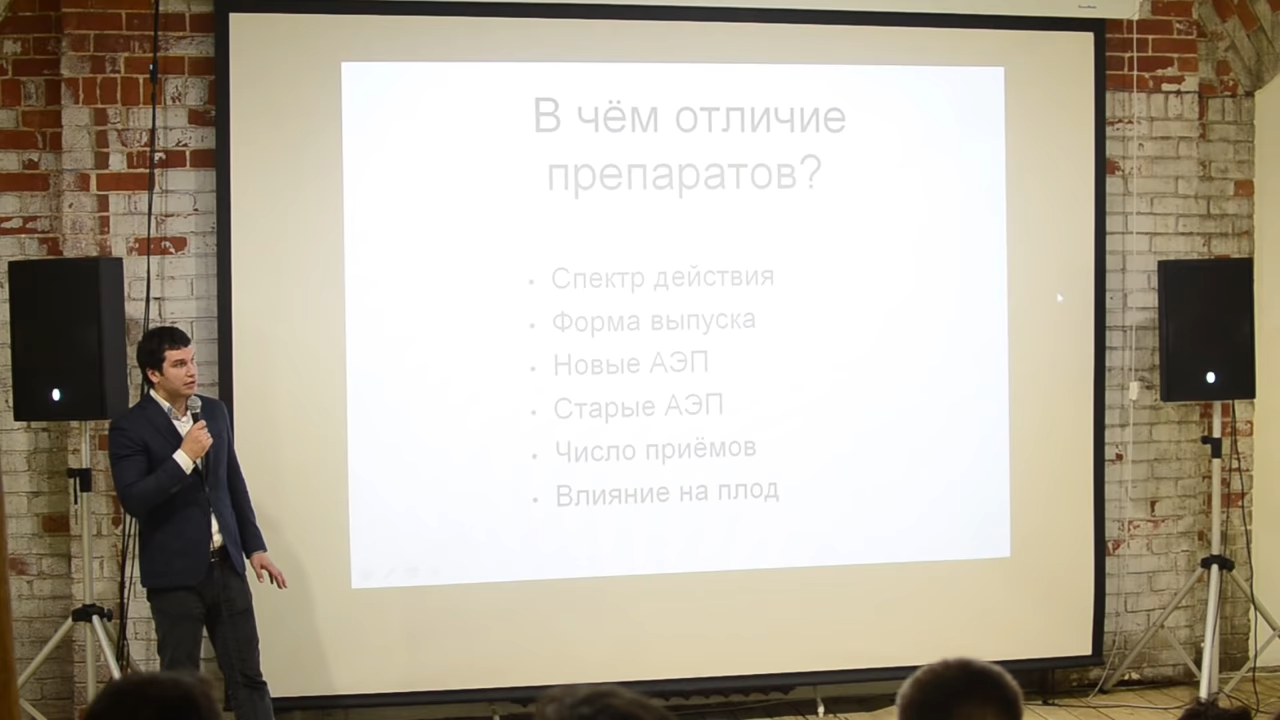 В чём отличие
препаратов?
• Спектр действия
• Форма выпуска
• Новые АЭП
• Старые АЭП
• Число приёмов
• Влияние на плод